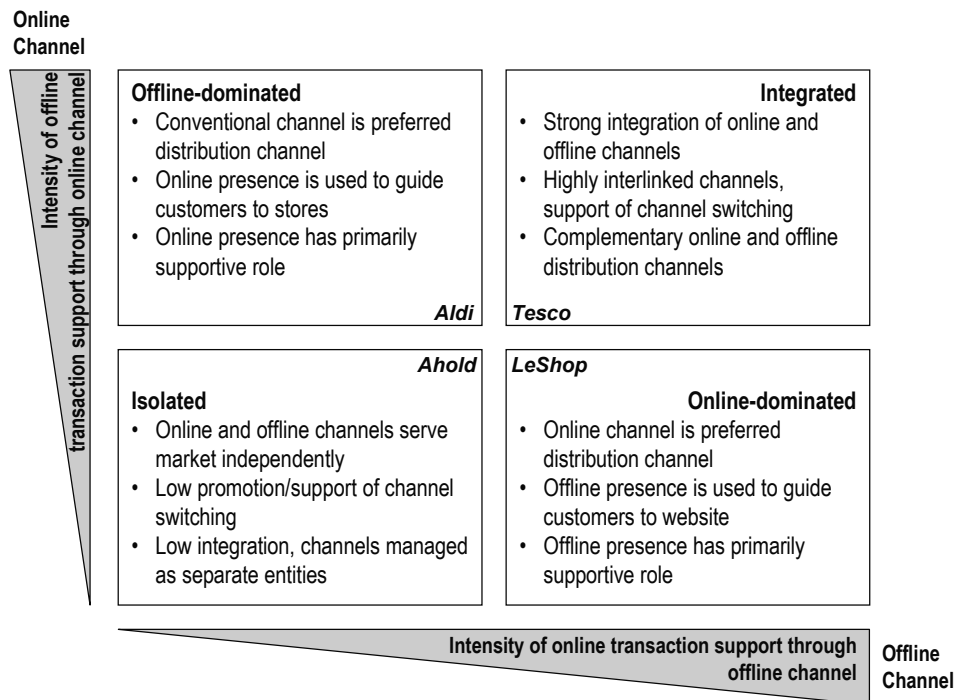 Online
Channel
Intensity of offline
transaction support through online channel
Offline-dominated
• Conventional channel is preferred
distribution channel
• Online presence is used to guide
customers to stores
• Online presence has primarily
supportive role
Aldi
Integrated
• Strong integration of online and
offline channels
• Highly interlinked channels,
support of channel switching
• Complementary online and offline
distribution channels
Tesco
Ahold
Isolated
• Online and offline channels serve
market independently
• Low promotion/support of channel
switching
• Low integration, channels managed
as separate entities
LeShop
Online-dominated
• Online channel is preferred
distribution channel
• Offline presence is used to guide
customers to website
• Offline presence has primarily
supportive role
Intensity of online transaction support through
offline channel
Offline
Channel